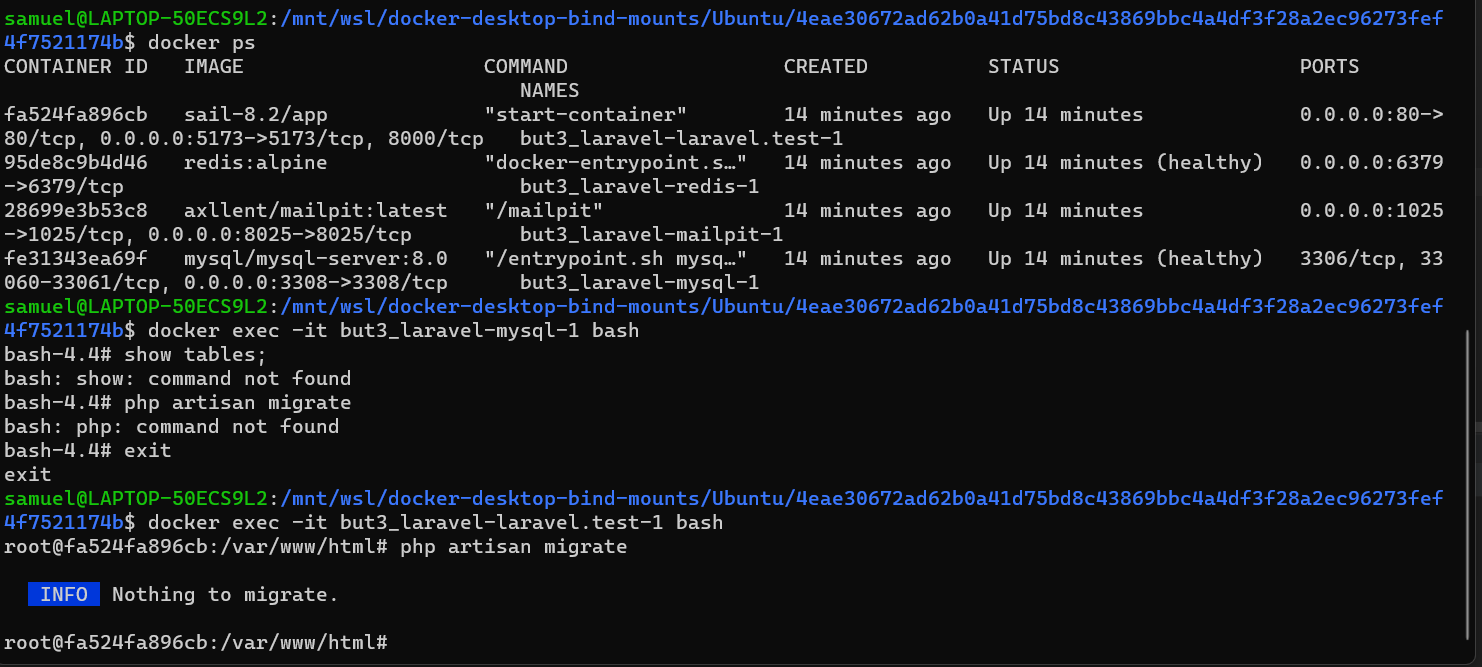 samuel@LAPTOP-50ECS9L2:/mnt/wsl/docker-desktop-bind-mounts/Ubuntu/4eae30672ad62b0a41d75bd8c43869bbc4a4df3f28a2ec96273fef
4f7521174b$ docker ps
CONTAINER ID   IMAGE                    COMMAND                  CREATED          STATUS                    PORTS
                                           NAMES
fa524fa896cb   sail-8.2/app             "start-container"        14 minutes ago   Up 14 minutes             0.0.0.0:80->
80/tcp, 0.0.0.0:5173->5173/tcp, 8000/tcp   but3_laravel-laravel.test-1
95de8c9b4d46   redis:alpine             "docker-entrypoint.s…"   14 minutes ago   Up 14 minutes (healthy)   0.0.0.0:6379
->6379/tcp                                 but3_laravel-redis-1
28699e3b53c8   axllent/mailpit:latest   "/mailpit"               14 minutes ago   Up 14 minutes             0.0.0.0:1025
->1025/tcp, 0.0.0.0:8025->8025/tcp         but3_laravel-mailpit-1
fe31343ea69f   mysql/mysql-server:8.0   "/entrypoint.sh mysq…"   14 minutes ago   Up 14 minutes (healthy)   3306/tcp, 33
060-33061/tcp, 0.0.0.0:3308->3308/tcp      but3_laravel-mysql-1
samuel@LAPTOP-50ECS9L2:/mnt/wsl/docker-desktop-bind-mounts/Ubuntu/4eae30672ad62b0a41d75bd8c43869bbc4a4df3f28a2ec96273fef
4f7521174b$ docker exec -it but3_laravel-mysql-1 bash
bash-4.4# show tables;
bash: show: command not found
bash-4.4# php artisan migrate
bash: php: command not found
bash-4.4# exit
exit
samuel@LAPTOP-50ECS9L2:/mnt/wsl/docker-desktop-bind-mounts/Ubuntu/4eae30672ad62b0a41d75bd8c43869bbc4a4df3f28a2ec96273fef
4f7521174b$ docker exec -it but3_laravel-laravel.test-1 bash
root@fa524fa896cb:/var/www/html# php artisan migrate
INFO  Nothing to migrate.
root@fa524fa896cb:/var/www/html#